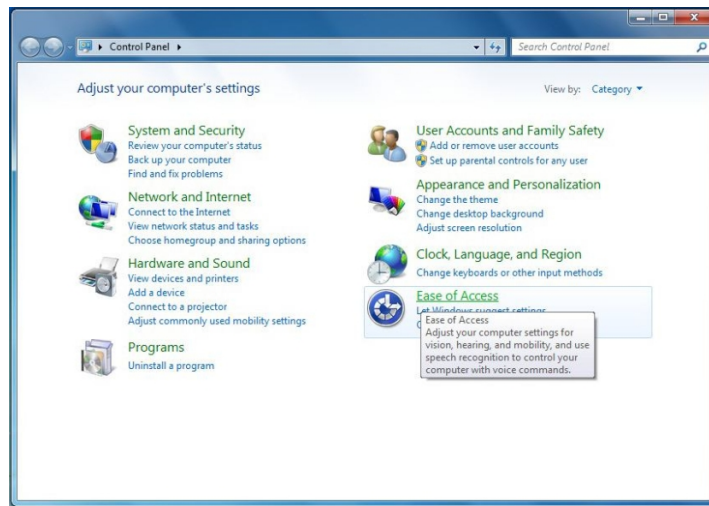 Control Panel
Search Control Panel
Adjust your computer's settings
View by: Category
System and Security
Review your computer's status
Back up your computer
Find and fix problems
Network and Internet
Connect to the Internet
View network status and tasks
Choose homegroup and sharing options
Hardware and Sound
View devices and printers
Add a device
Connect to a projector
Adjust commonly used mobility settings
Programs
Uninstall a program
User Accounts and Family Safety
Add or remove user accounts
Set up parental controls for any user
Appearance and Personalization
Change the theme
Change desktop background
Adjust screen resolution
Clock, Language, and Region
Change keyboards or other input methods
Ease of Access
Let Windows suggest settings
Ease of Access
Adjust your computer settings for
vision, hearing, and mobility, and use
speech recognition to control your
computer with voice commands.